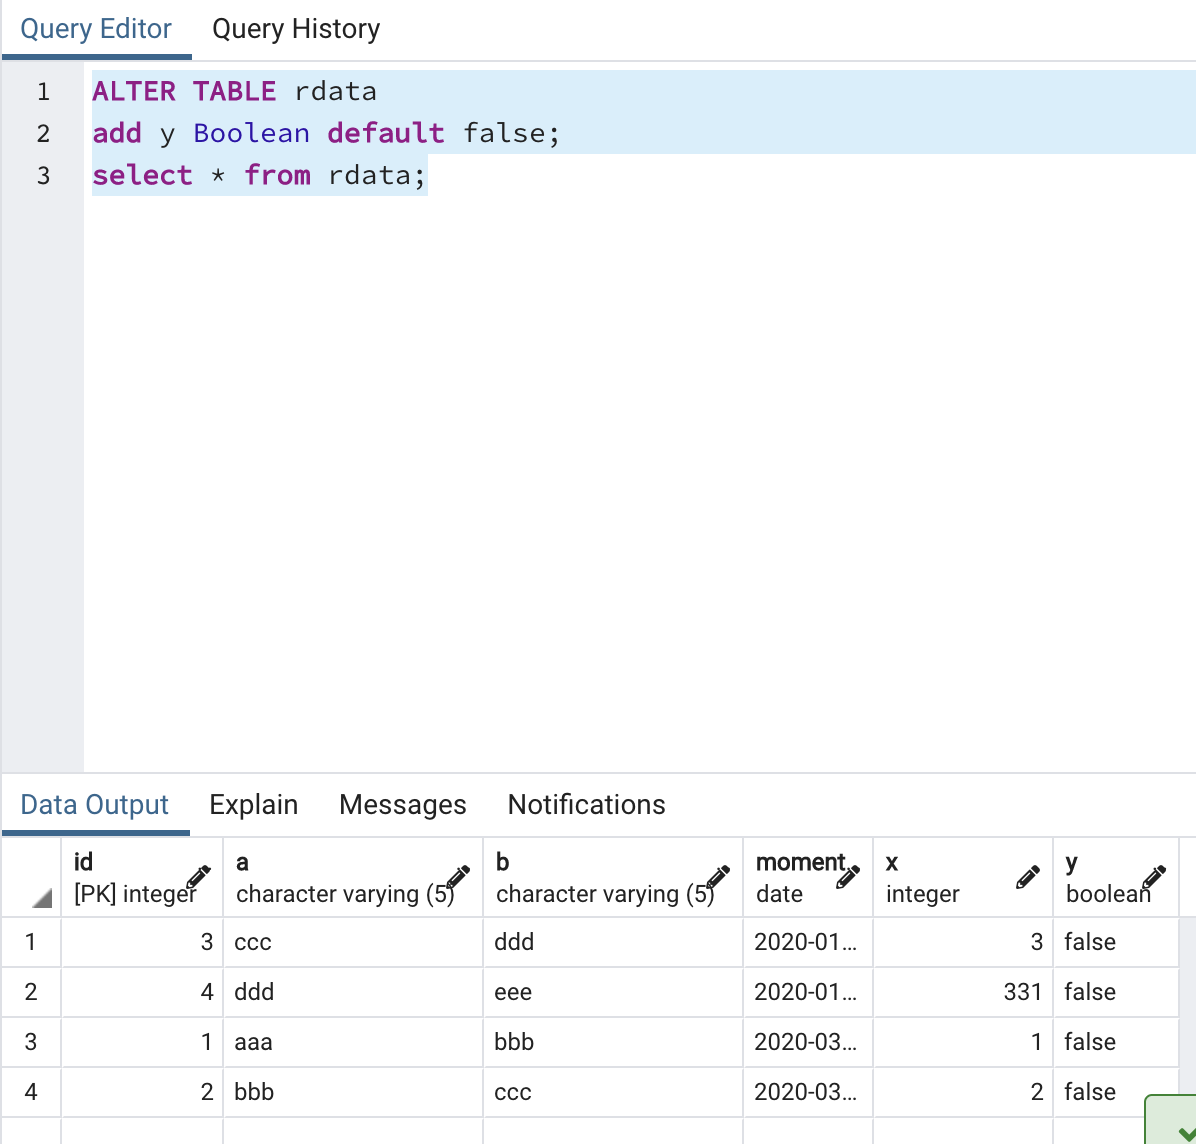 Query Editor Query History
1 ALTER TABLE rdata
2 add y Boolean default false;
3 select * from rdata;
Data Output Explain Messages Notifications
id a b moment x y
[PK] integer character varying (5) character varying (5) date integer boolean
1 3 ccc ddd 2020-01... 3 false
2 4 ddd eee 2020-01... 331 false
3 1 aaa bbb 2020-03... 1 false
4 2 bbb ccc 2020-03... 2 false